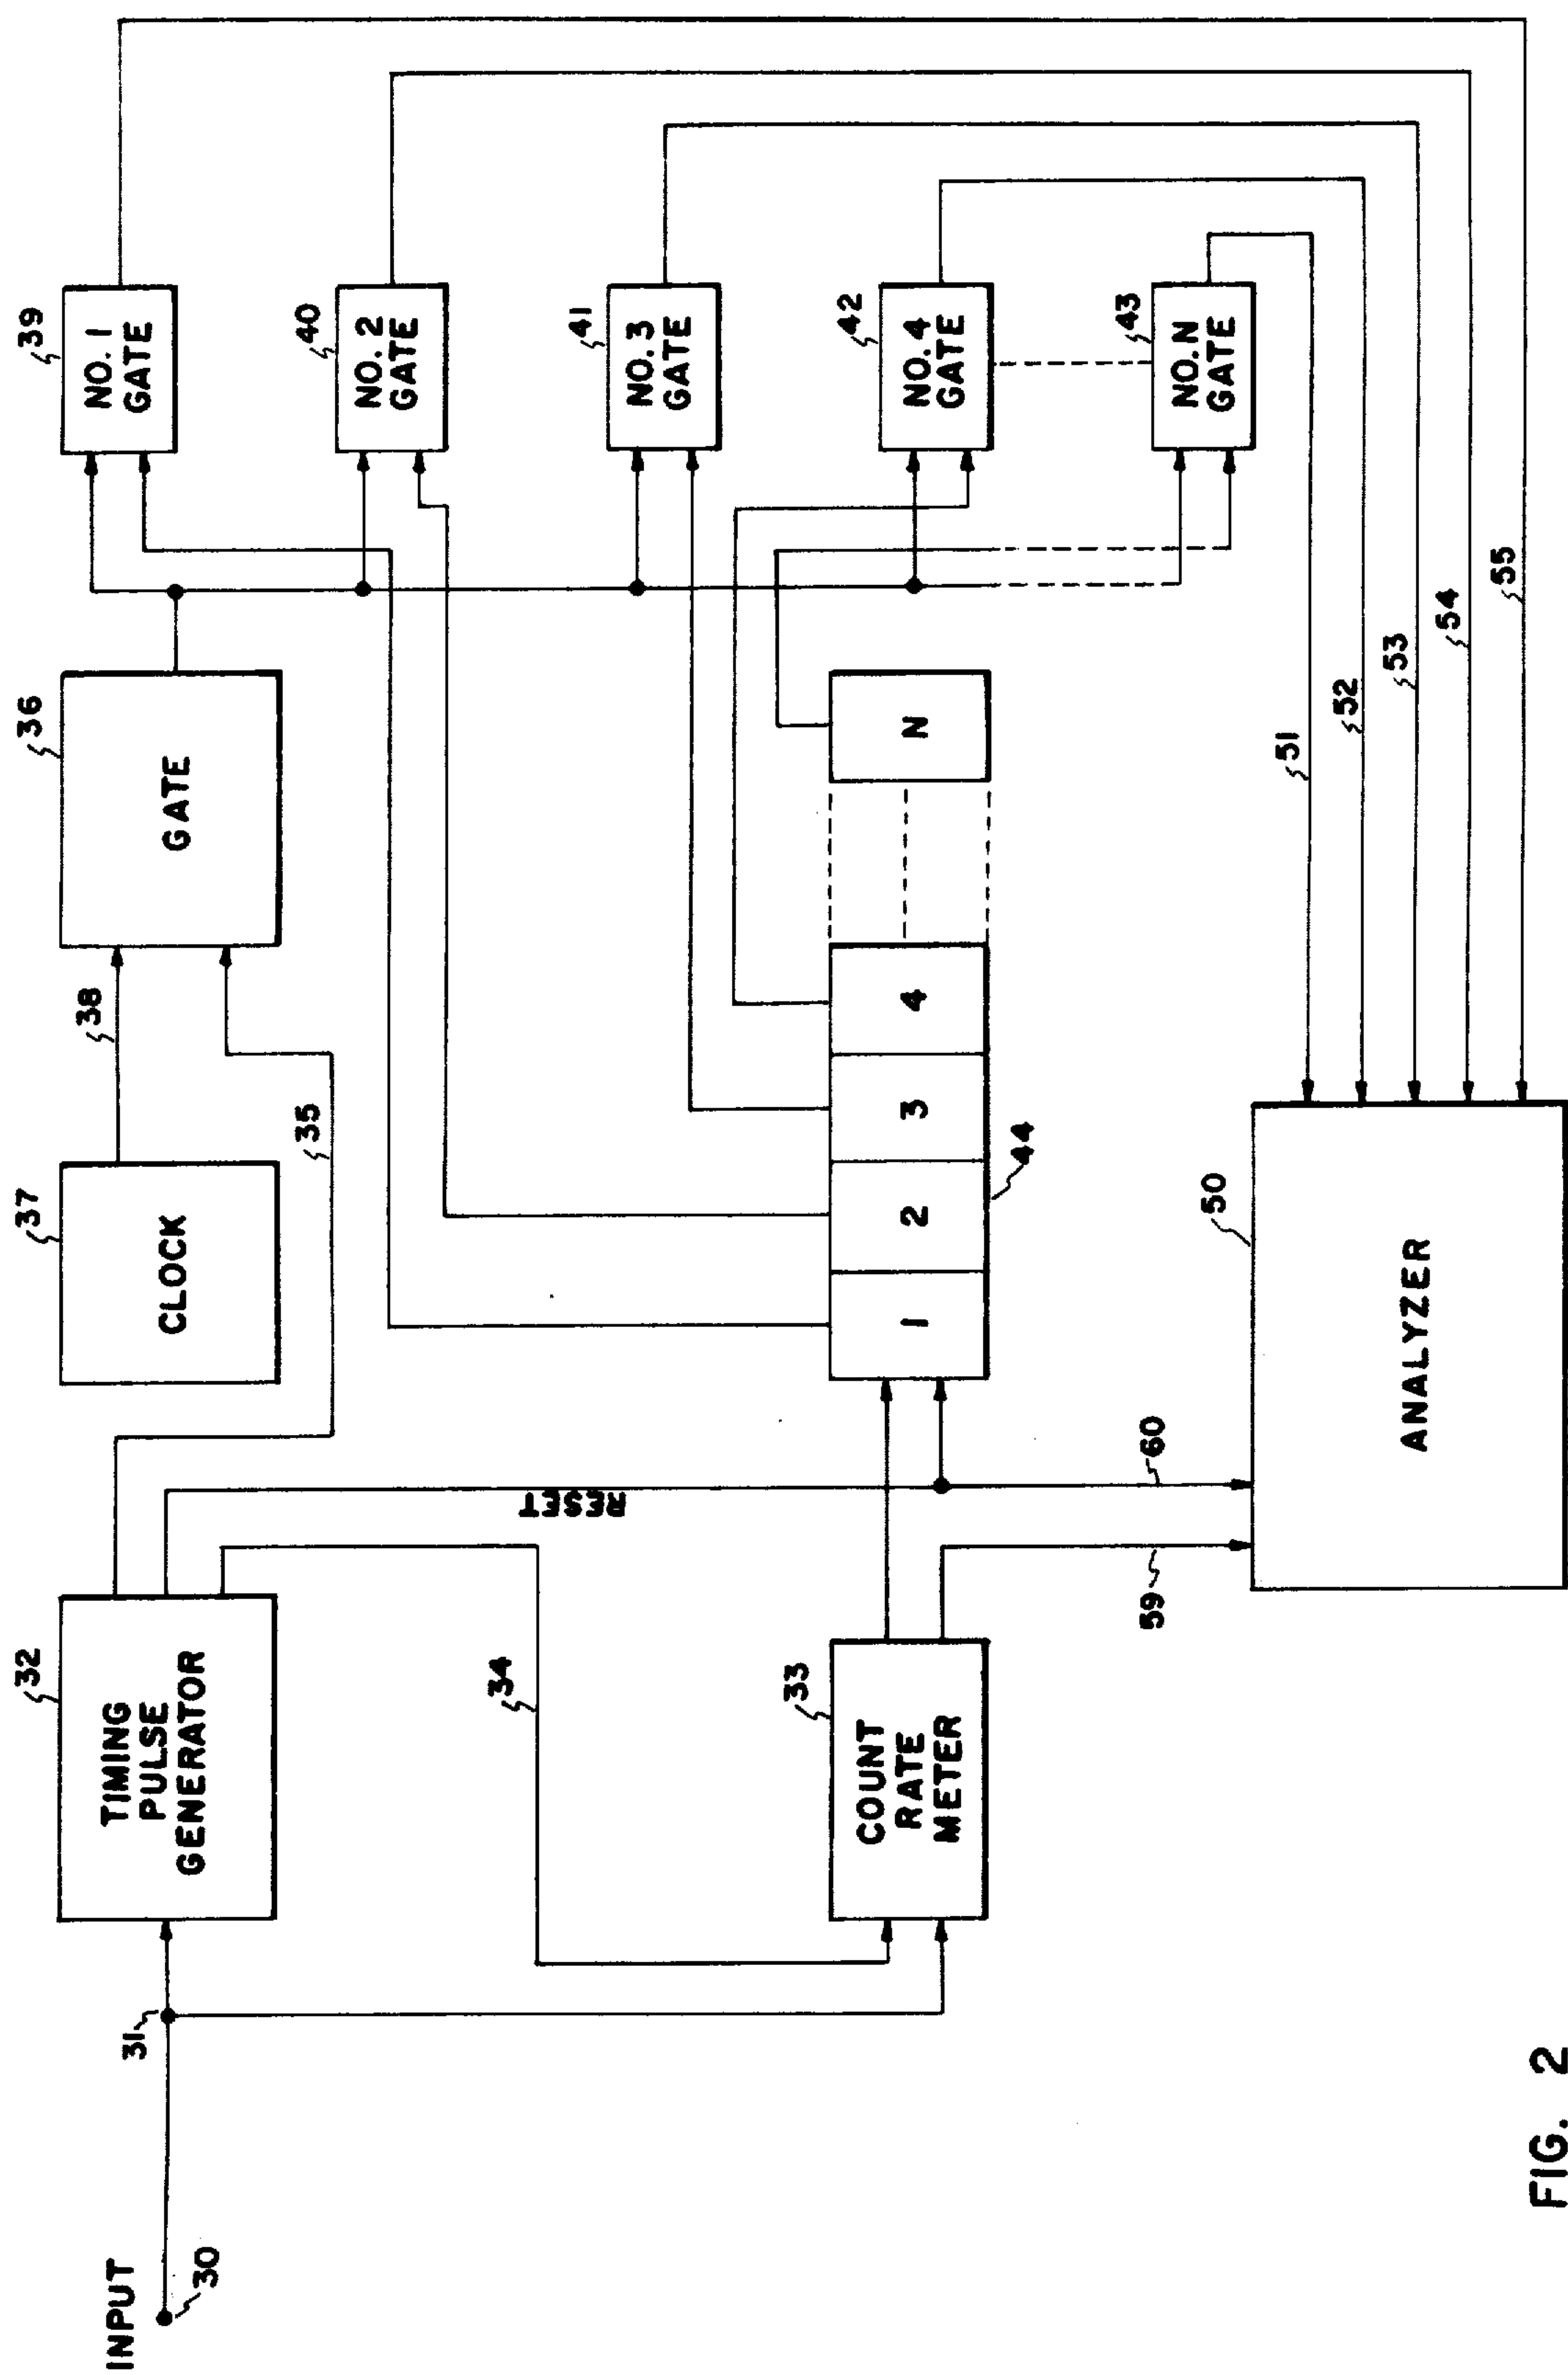 INPUT
30
31
32
TIMING
PULSE
GENERATOR
35
37
CLOCK
38
36
GATE
39
NO. 1
GATE
40
NO. 2
GATE
41
NO. 3
GATE
42
NO. 4
GATE
43
NO. N
GATE
RESET
34
33
COUNT
RATE
METER
1
2
3
4
N
44
59
60
50
ANALYZER
51
52
53
54
55
FIG. 2